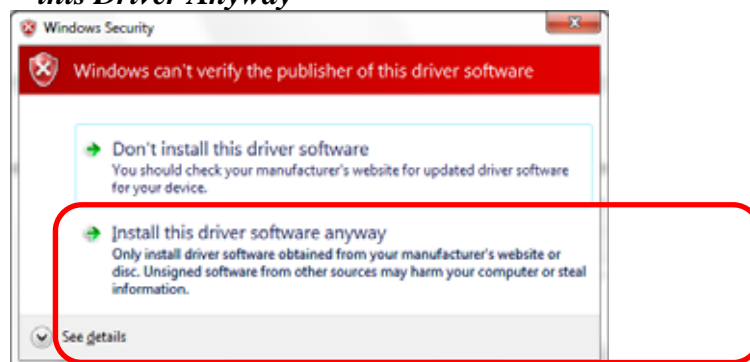 this Driver Anyway"
Windows Security
Windows can't verify the publisher of this driver software
Don't install this driver software
You should check your manufacturer's website for updated driver software
for your device.
Install this driver software anyway
Only install driver software obtained from your manufacturer's website or
disc. Unsigned software from other sources may harm your computer or steal
information.
See details